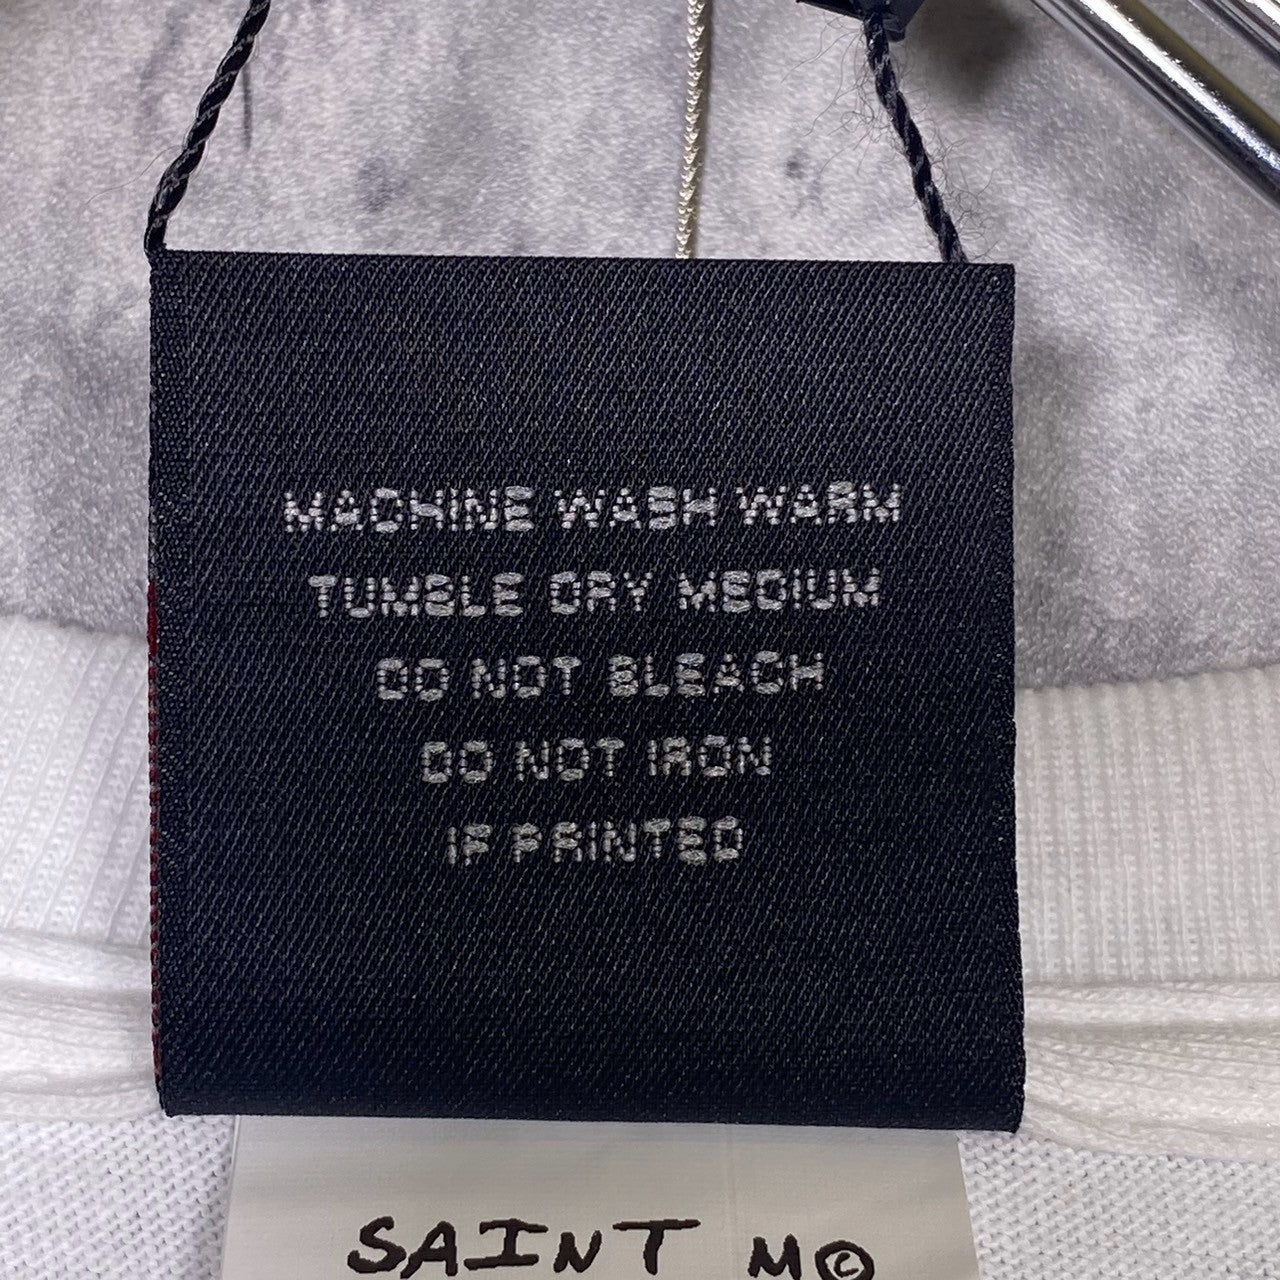 MACHINE WASH WARM
TUMBLE DRY MEDIUM
DO NOT BLEACH
DO NOT IRON
IF PRINTED
SAINT M©